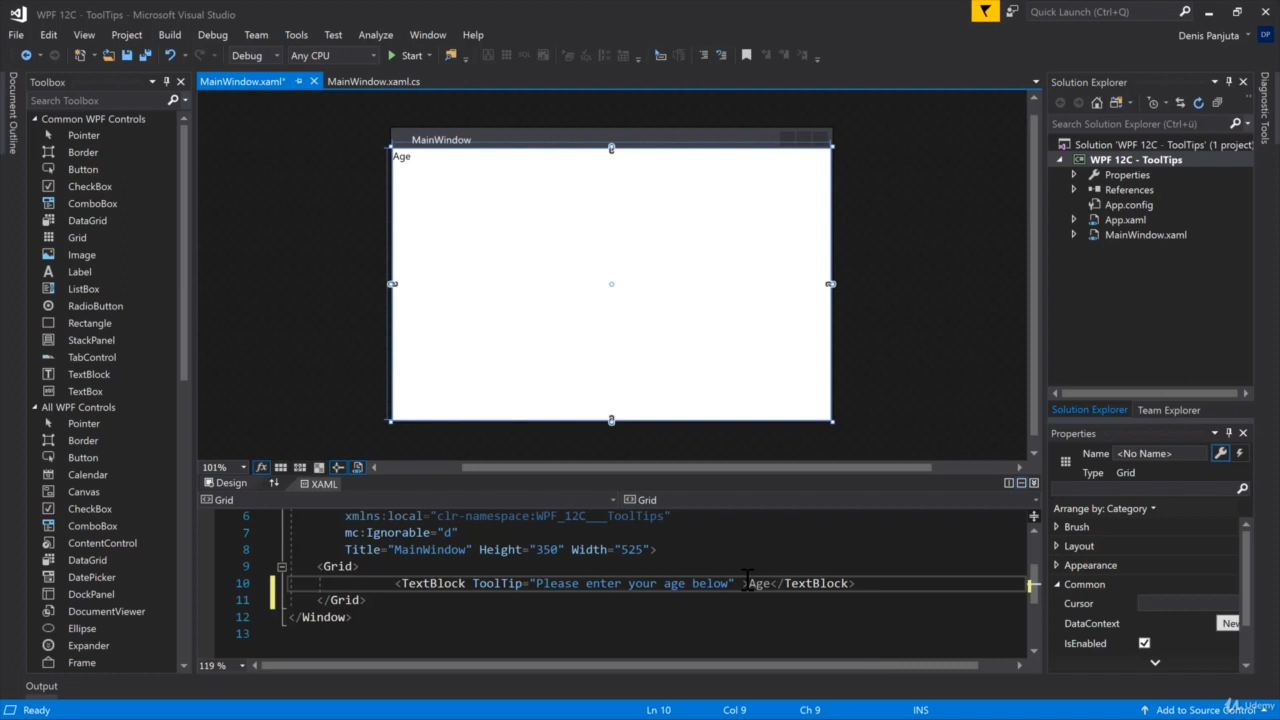 WPF 12C - ToolTips - Microsoft Visual Studio
Quick Launch (Ctrl+Q)
File Edit View Project Build Debug Team Tools Test Analyze Window Help
Denis Panjuta DP
Debug Any CPU Start
Document Outline
Toolbox
Search Toolbox
Common WPF Controls
Pointer
Border
Button
CheckBox
ComboBox
DataGrid
Grid
Image
Label
ListBox
RadioButton
Rectangle
StackPanel
TabControl
TextBlock
TextBox
All WPF Controls
Pointer
Border
Button
Calendar
Canvas
CheckBox
ComboBox
ContentControl
DataGrid
DatePicker
DockPanel
DocumentViewer
Ellipse
Expander
Frame
MainWindow.xaml* MainWindow.xaml.cs
MainWindow
Age
101%
Design XAML
Grid Grid
6 xmlns:local="clr-namespace:WPF_12C___ToolTips"
7 mc:Ignorable="d"
8 Title="MainWindow" Height="350" Width="525">
9 <Grid>
10 <TextBlock ToolTip="Please enter your age below" >Age</TextBlock>
11 </Grid>
12 </Window>
13
119 %
Solution Explorer
Search Solution Explorer (Ctrl+ü)
Solution 'WPF 12C - ToolTips' (1 project)
WPF 12C - ToolTips
Properties
References
App.config
App.xaml
MainWindow.xaml
Solution Explorer Team Explorer
Properties
Name <No Name>
Type Grid
Arrange by: Category
Brush
Layout
Appearance
Common
Cursor
DataContext New
IsEnabled
Diagnostic Tools
Output
Ready Ln 10 Col 9 Ch 9 INS Add to Source Control
Udemy